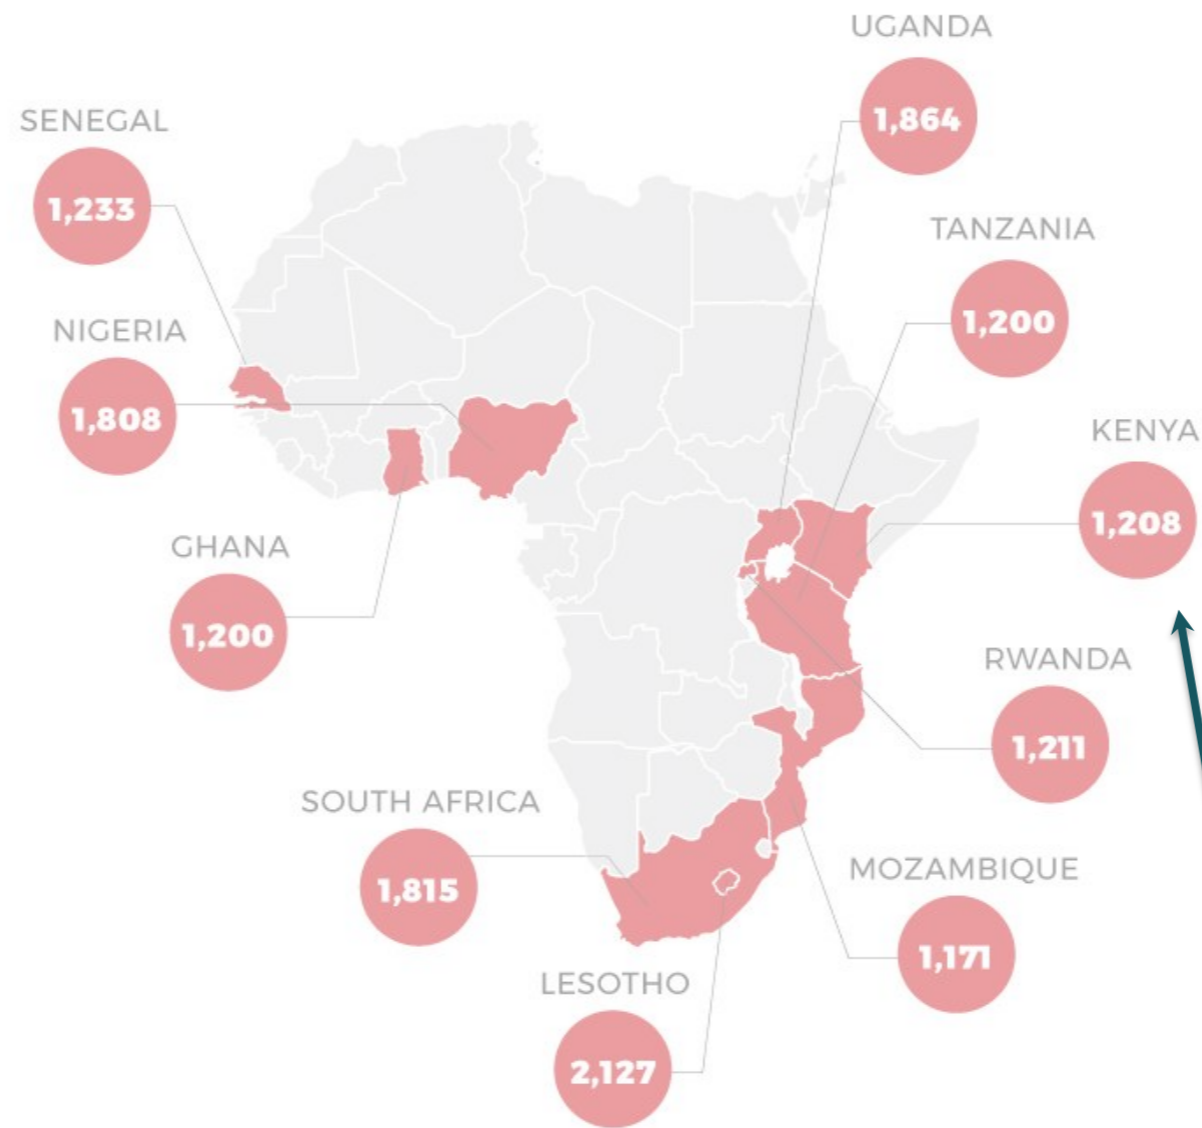 UGANDA
1,864
SENEGAL
1,233
TANZANIA
1,200
NIGERIA
1,808
KENYA
1,208
GHANA
1,200
RWANDA
1,211
SOUTH AFRICA
1,815
MOZAMBIQUE
1,171
LESOTHO
2,127